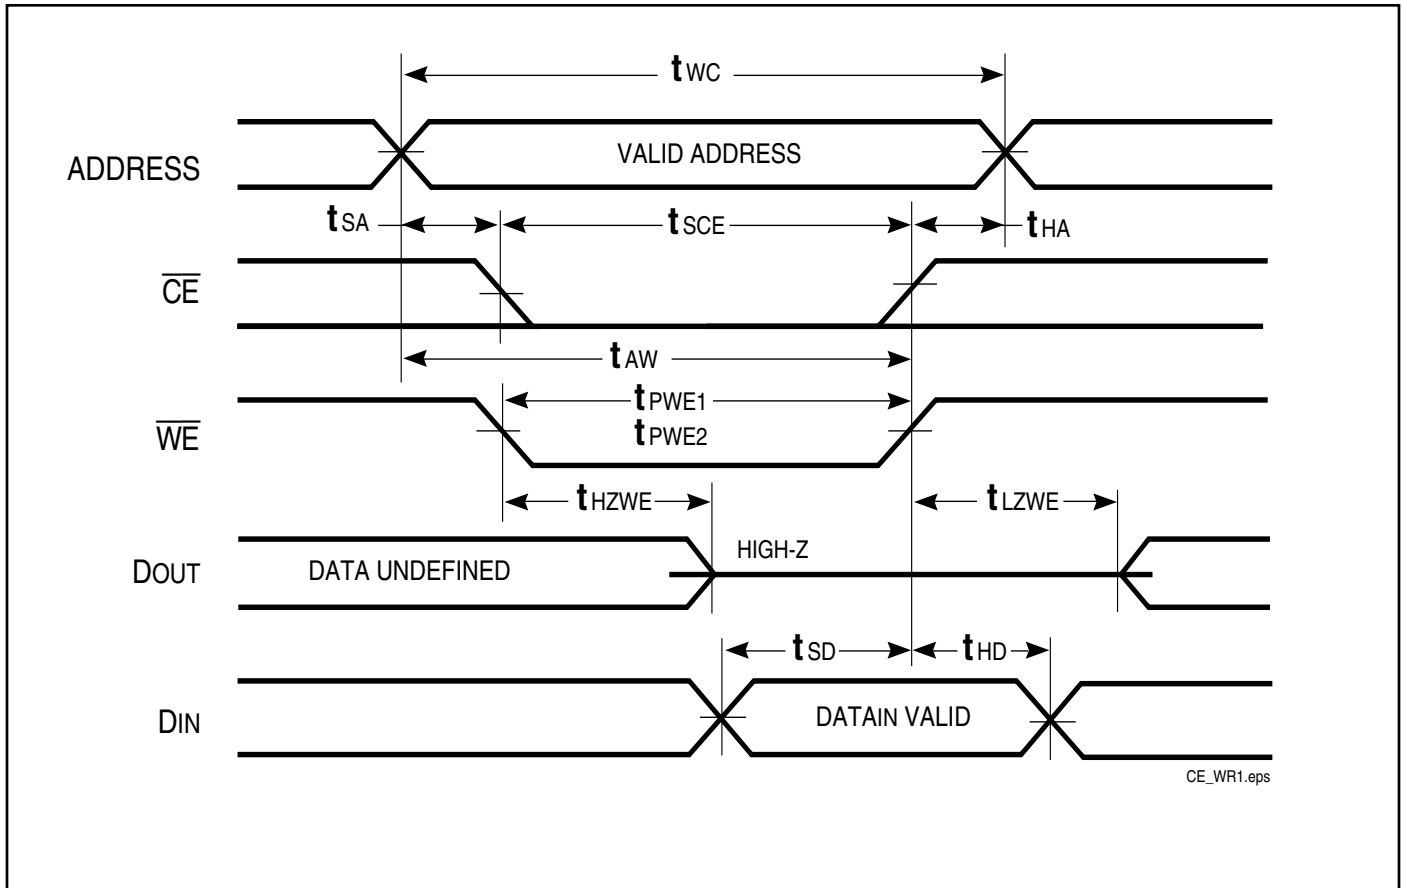 tWC
ADDRESS
VALID ADDRESS
tSA
tSCE
tHA
CE
tAW
tPWE1
WE
tPWE2
tHZWE
tLZWE
HIGH-Z
DOUT
DATA UNDEFINED
tSD
tHD
DIN
DATAIN VALID
CE_WR1.eps